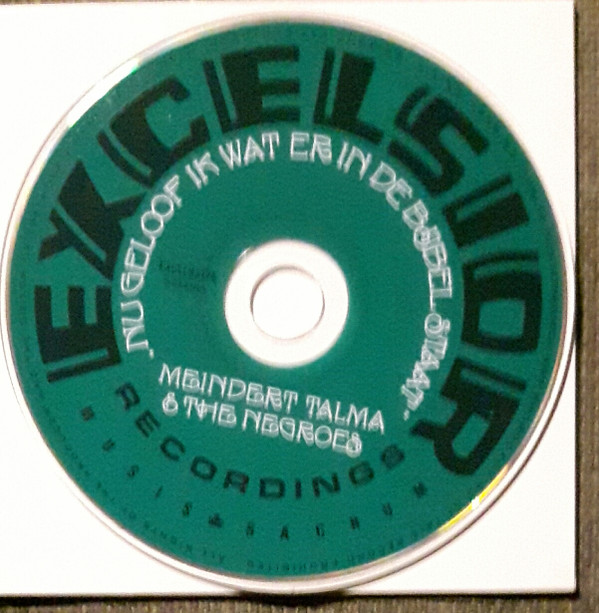 EXCELSIOR
"NU GELOOF IK WAT ER IN DE BIJBEL STAAT"
MEINDERT TALMA
& THE NEGROES
RECORDINGS
MUSIS SACRUM